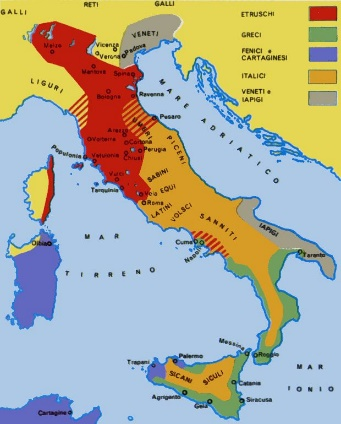 GALLI
RETI
GALLI
ETRUSCHI
GRECI
FENICI e
CARTAGINESI
ITALICI
VENETI e
IAPIGI
VENETI
Vicenza
Verona
Padova
Mantova
Spina
LIGURI
Bologna
Ravenna
MARE ADRIATICO
Pesaro
UMBRI
PICENI
Arezzo
Cortona
Volterra
Perugia
Chiusi
Populonia
Vetulonia
Vulci
Tarquinia
Veio
Roma
SABINI
EQUI
LATINI
VOLSCI
SANNITI
IAPIGI
Cuma
Napoli
Taranto
Olbia
MAR
TIRRENO
Messina
Reggio
MAR
IONIO
Trapani
Palermo
SICANI
SICULI
Catania
Agrigento
Gela
Siracusa
Cartagine